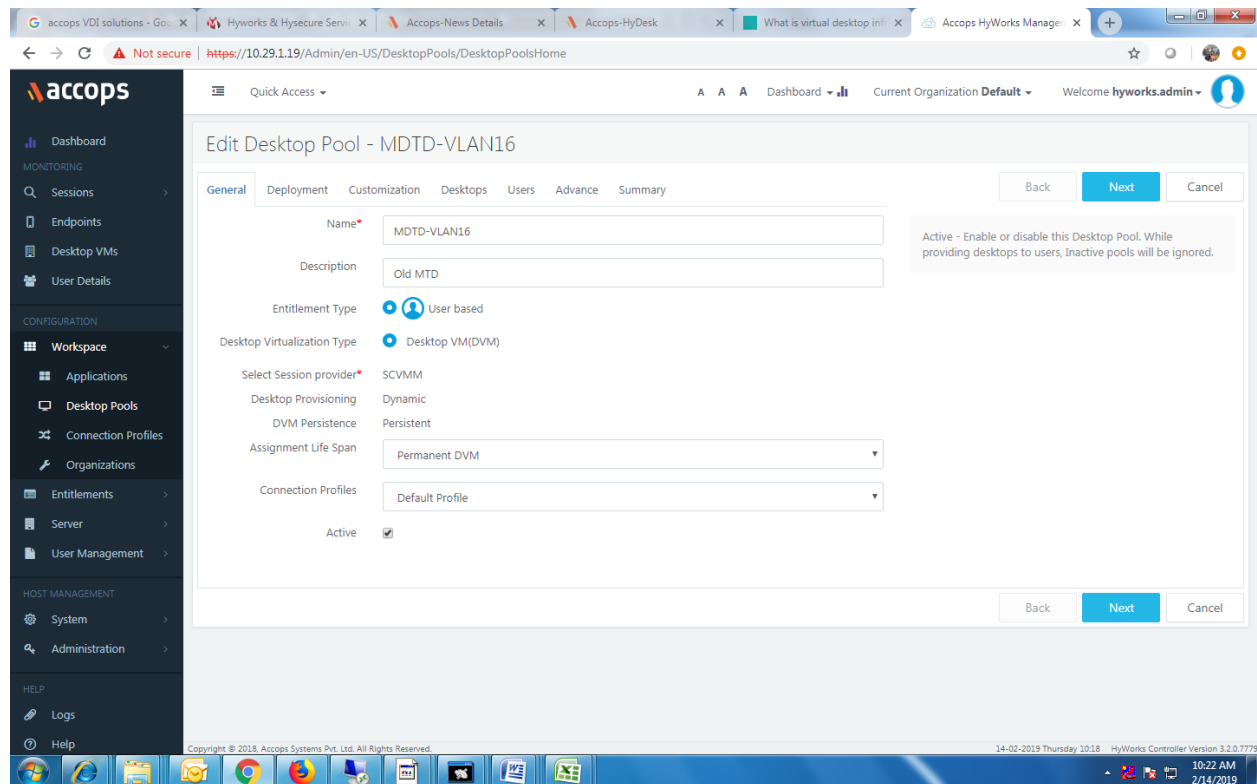 accops VDI solutions - Goo
Hyworks & Hysecure Servi
Accops-News Details
Accops-HyDesk
What is virtual desktop infr
Accops HyWorks Managem
Not secure | https://10.29.1.19/Admin/en-US/DesktopPools/DesktopPoolsHome
accops
Quick Access
A A A
Dashboard
Current Organization Default
Welcome hyworks.admin
Dashboard
MONITORING
Sessions
Endpoints
Desktop VMs
User Details
CONFIGURATION
Workspace
Applications
Desktop Pools
Connection Profiles
Organizations
Entitlements
Server
User Management
HOST MANAGEMENT
System
Administration
HELP
Logs
Help
Edit Desktop Pool - MDTD-VLAN16
General Deployment Customization Desktops Users Advance Summary
Back Next Cancel
Name* MDTD-VLAN16
Description Old MTD
Entitlement Type User based
Desktop Virtualization Type Desktop VM(DVM)
Select Session provider* SCVMM
Desktop Provisioning Dynamic
DVM Persistence Persistent
Assignment Life Span Permanent DVM
Connection Profiles Default Profile
Active
Active - Enable or disable this Desktop Pool. While
providing desktops to users, Inactive pools will be ignored.
Back Next Cancel
Copyright © 2018, Accops Systems Pvt. Ltd. All Rights Reserved.
14-02-2019 Thursday 10:18 HyWorks Controller Version 3.2.0.7779
10:22 AM
2/14/2019